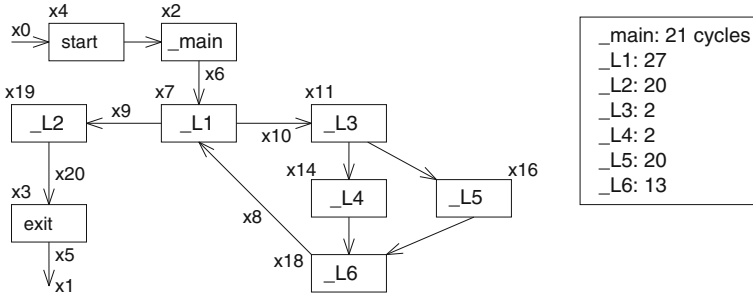 x4 x2
x0
start _main
x6
x19 x7 x11
_L2 x9 _L1 x10 _L3
x20 x14 x16
x3 _L4 _L5
exit x8
x5 x18
x1 _L6
_main: 21 cycles
_L1: 27
_L2: 20
_L3: 2
_L4: 2
_L5: 20
_L6: 13